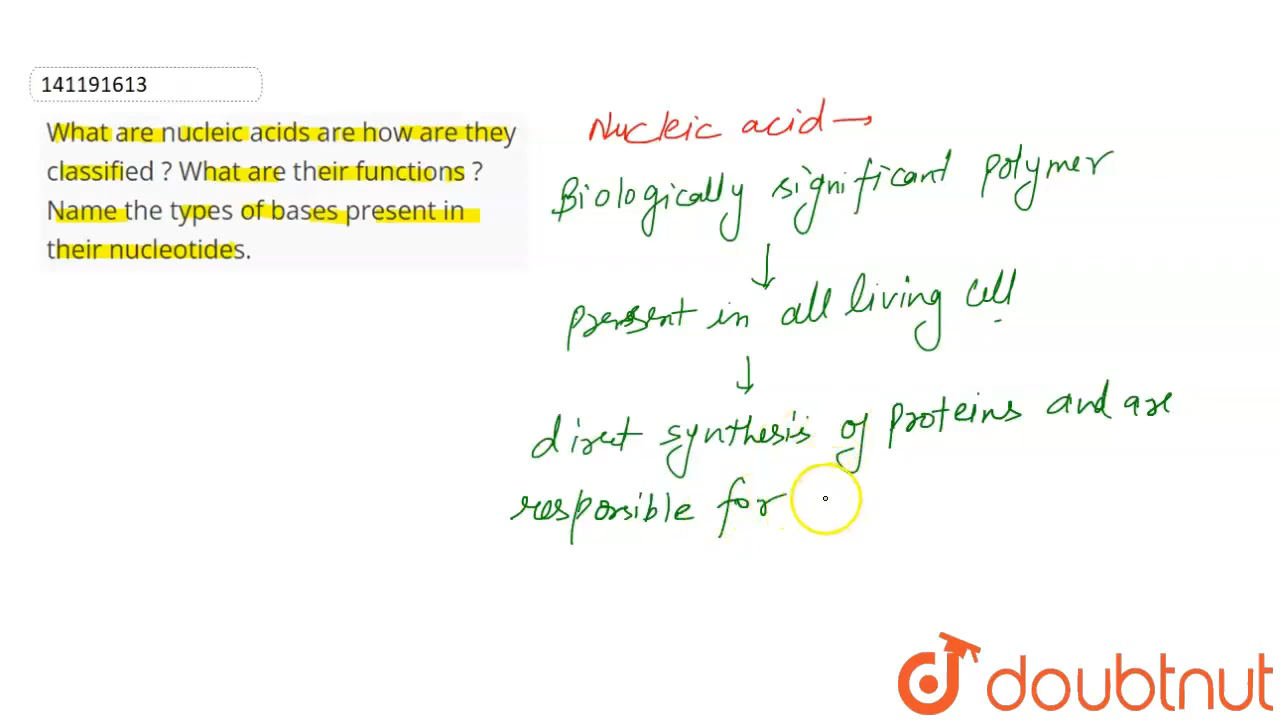 141191613
What are nucleic acids are how are they
classified ? What are their functions ?
Name the types of bases present in
their nucleotides.
Nucleic acid →
Biologically significant polymer
↓
present in all living cell
↓
direct synthesis of proteins and are
responsible for
doubtnut